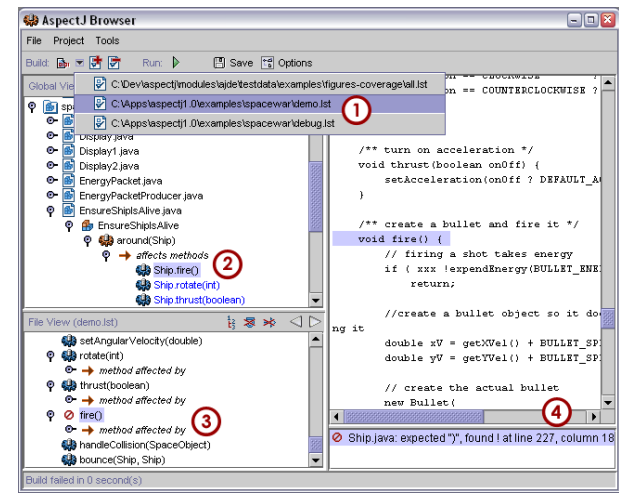 AspectJ Browser
File Project Tools
Build: Run: Save Options
Global Vie
C:\Dev\aspectj\modules\ajde\testdata\examples\figures-coverage\all.lst
C:\Apps\aspectj1.0\examples\spacewar\demo.lst
C:\Apps\aspectj1.0\examples\spacewar\debug.lst
1
spa
Display.java
Display1.java
Display2.java
EnergyPacket.java
EnergyPacketProducer.java
EnsureShipIsAlive.java
EnsureShipIsAlive
around(Ship)
affects methods
Ship.fire()
Ship.rotate(int)
Ship.thrust(boolean)
2
File View (demo.lst)
setAngularVelocity(double)
rotate(int)
method affected by
thrust(boolean)
method affected by
fire()
method affected by
handleCollision(SpaceObject)
bounce(Ship, Ship)
3
on == CLOCKWISE ?
on == COUNTERCLOCKWISE ?
/** turn on acceleration */
void thrust(boolean onOff) {
setAcceleration(onOff ? DEFAULT_A
}
/** create a bullet and fire it */
void fire() {
// firing a shot takes energy
if ( xxx !expendEnergy(BULLET_ENE
return;
//create a bullet object so it do
ng it
double xV = getXVel() + BULLET_SP
double yV = getYVel() + BULLET_SP
// create the actual bullet
new Bullet(
4
Ship.java: expected ")", found ! at line 227, column 18
Build failed in 0 second(s)